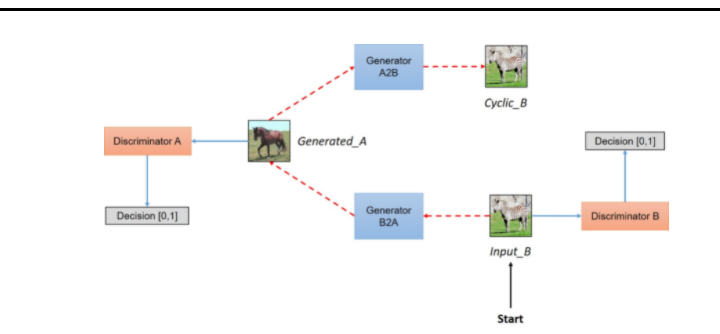 Generator
A2B
Cyclic_B
Discriminator A
Generated_A
Decision [0,1]
Decision [0,1]
Generator
B2A
Discriminator B
Input_B
Start